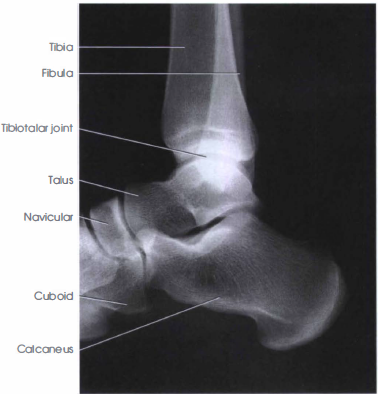 Tibia
Fibula
Tibiotalar joint
Talus
Navicular
Cuboid
Calcaneus